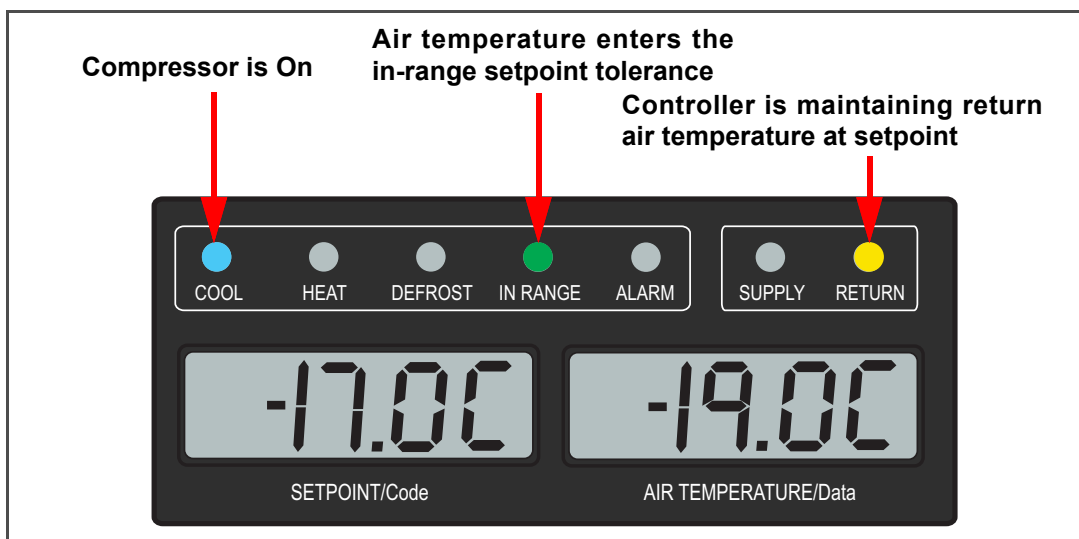 Compressor is On
Air temperature enters the
in-range setpoint tolerance
Controller is maintaining return
air temperature at setpoint
COOL HEAT DEFROST IN RANGE ALARM SUPPLY RETURN
-17.0C -19.0C
SETPOINT/Code AIR TEMPERATURE/Data